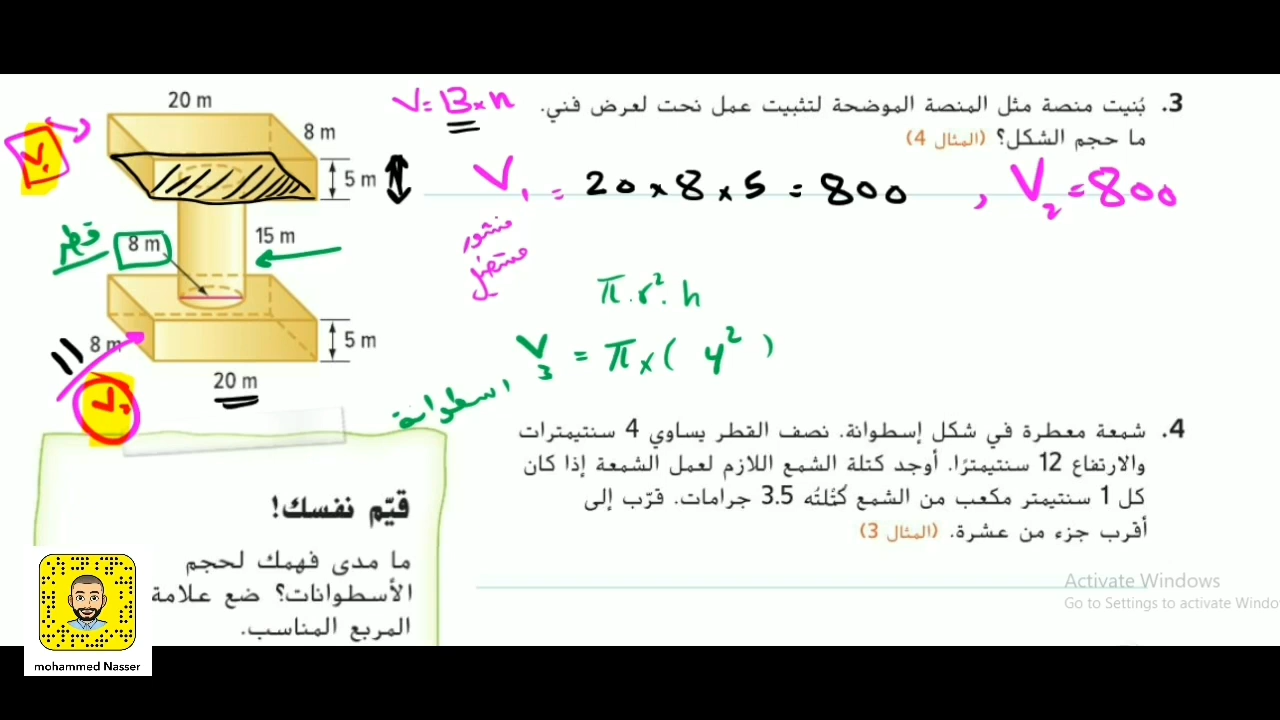 3. بُنيت منصة مثل المنصة الموضحة لتثبيت عمل نحت لعرض فني.
ما حجم الشكل؟ (المثال 4)
V = B × h
20 m
8 m
5 m
V₁
V₁ = 20 × 8 × 5 = 800 , V₂ = 800
منشور
قطر
8 m
15 m
π . r² . h
8 m
5 m
20 m
V₂
V₃ = π × ( 4² )
اسطوانة
4. شمعة معطرة في شكل إسطوانة. نصف القطر يساوي 4 سنتيمترات
والارتفاع 12 سنتيمترًا. أوجد كتلة الشمع اللازم لعمل الشمعة إذا كان
كل 1 سنتيمتر مكعب من الشمع كُتْلتُه 3.5 جرامات. قرّب إلى
أقرب جزء من عشرة. (المثال 3)
قيّم نفسك!
ما مدى فهمك لحجم
الأسطوانات؟ ضع علامة
المربع المناسب.
Activate Windows
Go to Settings to activate Windo
mohammed Nasser